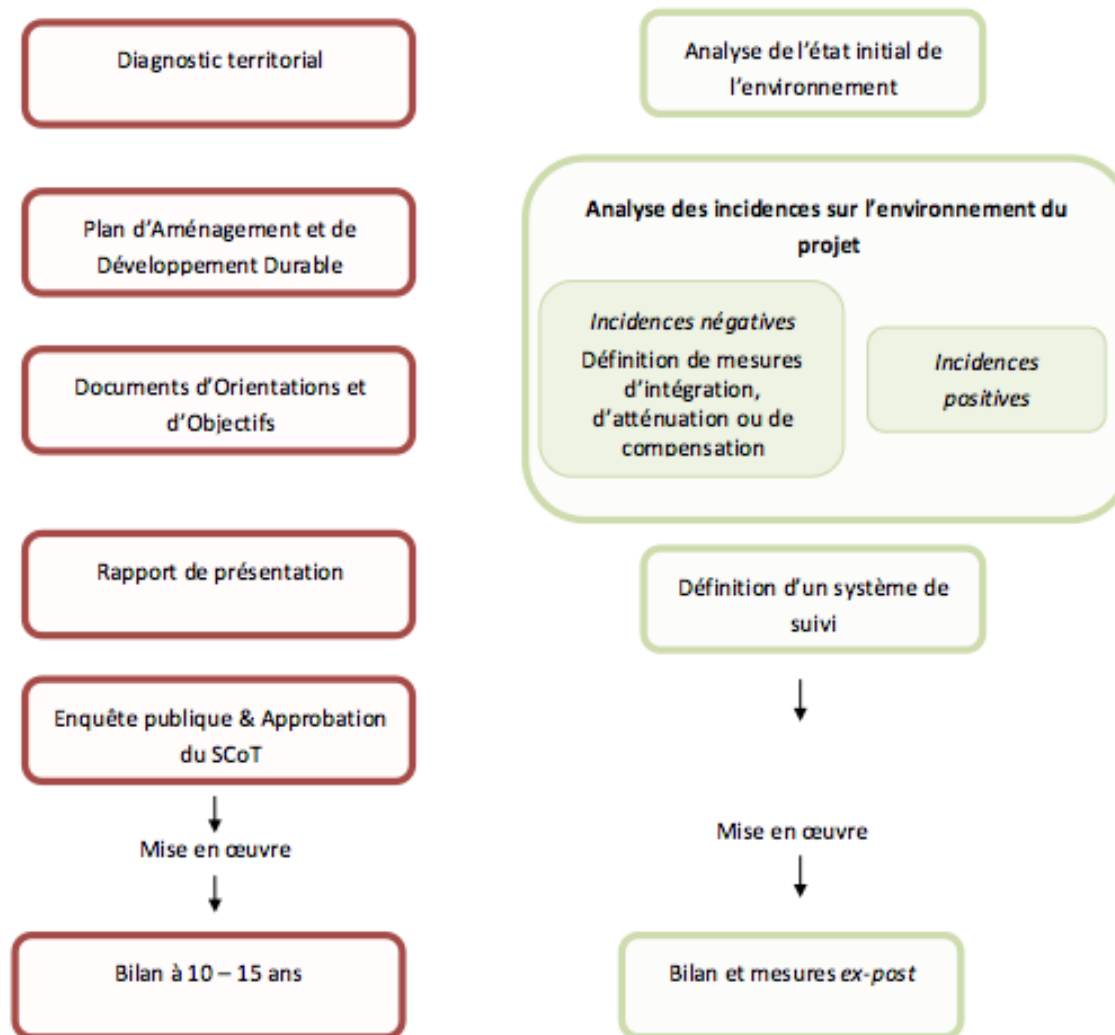 Diagnostic territorial
Analyse de l'état initial de
l'environnement
Plan d'Aménagement et de
Développement Durable
Analyse des incidences sur l'environnement du
projet
Incidences négatives
Définition de mesures
d'intégration,
d'atténuation ou de
compensation
Incidences
positives
Documents d'Orientations et
d'Objectifs
Rapport de présentation
Définition d'un système de
suivi
Enquête publique & Approbation
du SCoT
Mise en œuvre
Mise en œuvre
Bilan à 10 – 15 ans
Bilan et mesures ex-post